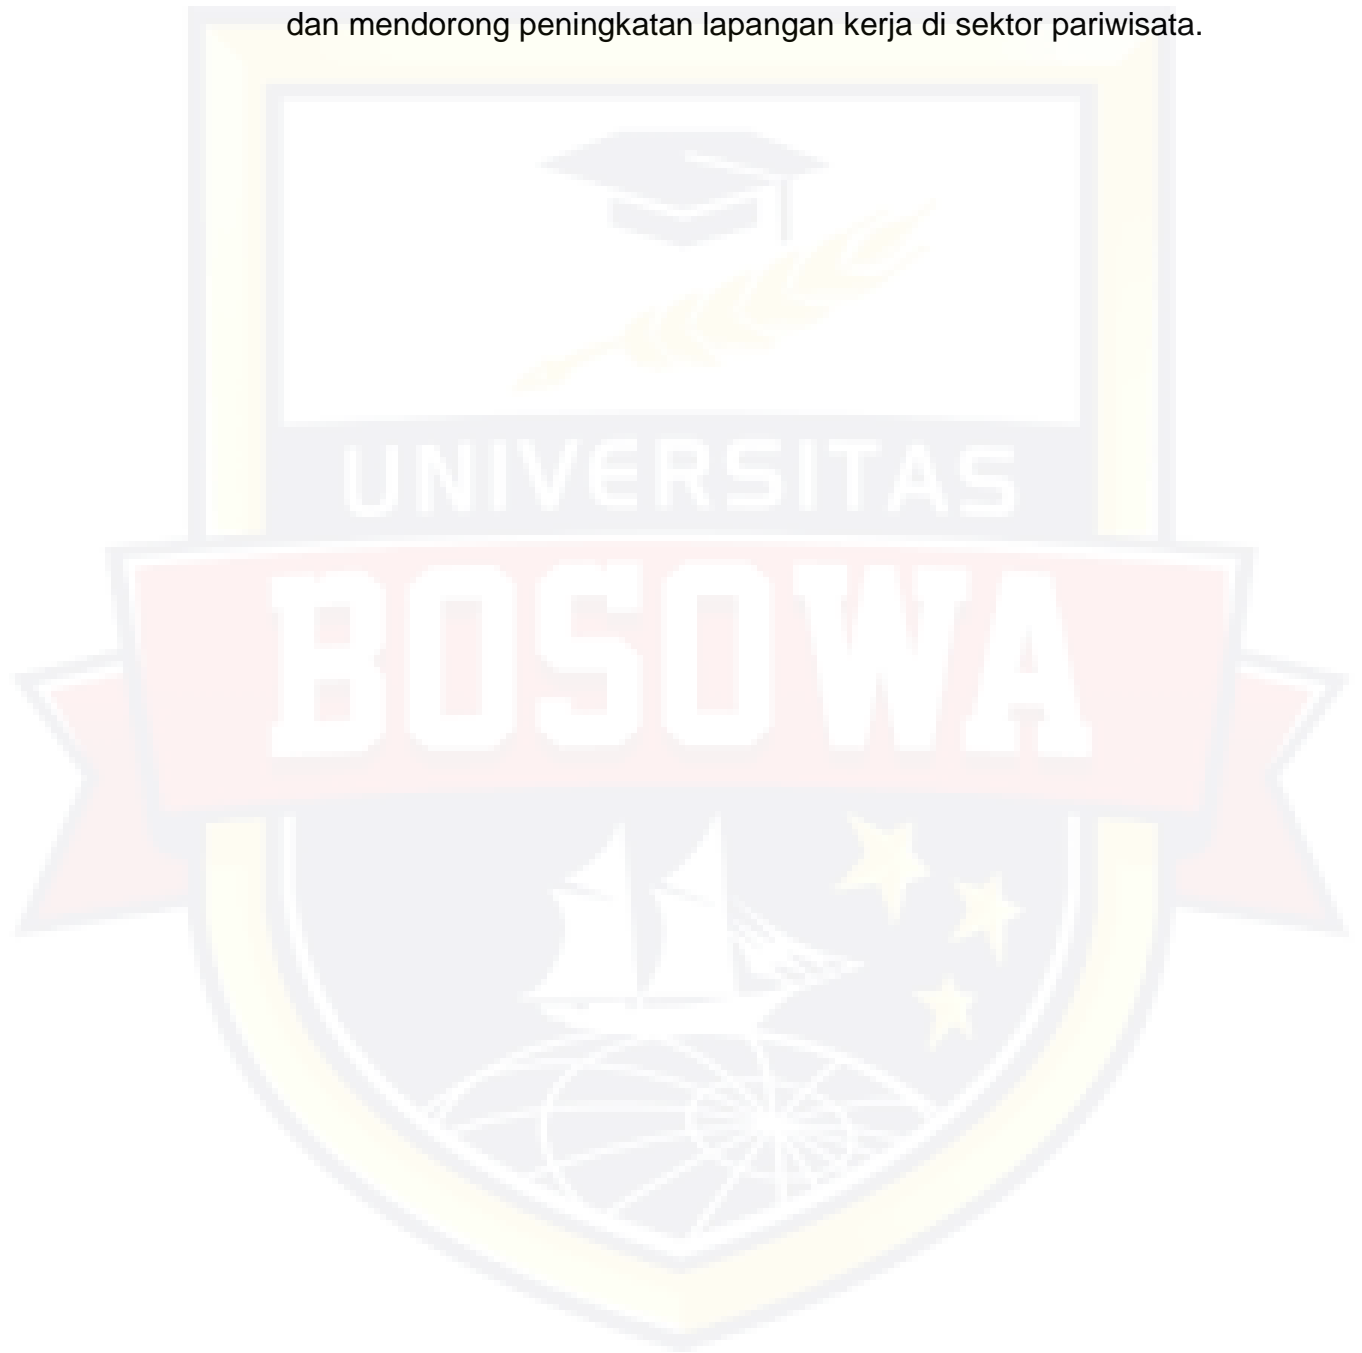 dan mendorong peningkatan lapangan kerja di sektor pariwisata.
UNIVERSITAS
BOSOWA